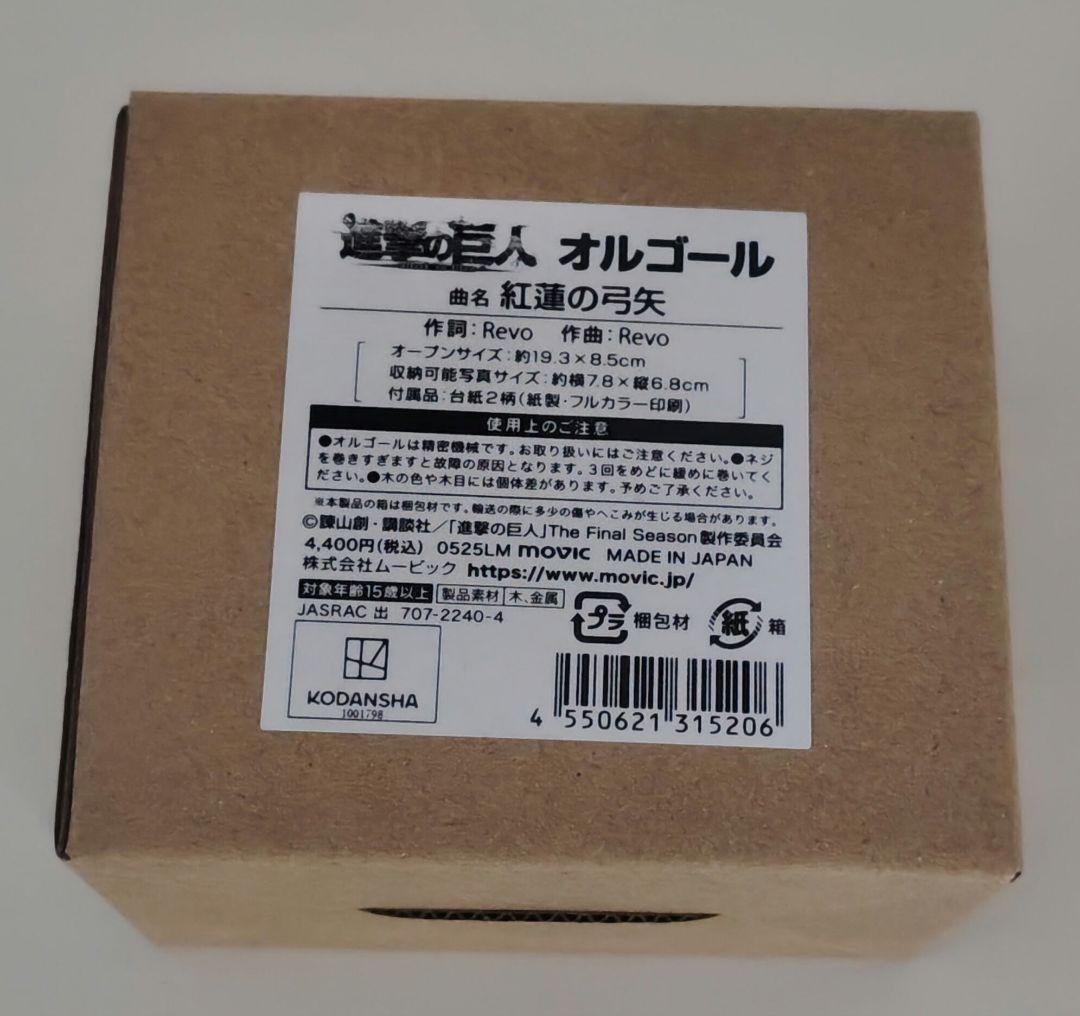 進撃の巨人 オルゴール
曲名 紅蓮の弓矢
作詞：Revo 作曲：Revo
オープンサイズ：約19.3×8.5cm
収納可能写真サイズ：約横7.8×縦6.8cm
付属品：台紙2柄（紙製・フルカラー印刷）
使用上のご注意
●オルゴールは精密機械です。お取り扱いにはご注意ください。●ネジ
を巻きすぎますと故障の原因となります。3回をめどに緩めに巻いてく
ださい。●木の色や木目には個体差があります。予めご了承ください。
※本製品の箱は梱包材です。輸送の際に多少の傷やへこみが生じる場合があります。
©諫山創・講談社／「進撃の巨人」The Final Season製作委員会
4,400円（税込） 0525LM movic MADE IN JAPAN
株式会社ムービック https://www.movic.jp/
対象年齢15歳以上 製品素材 木、金属
JASRAC 出 707-2240-4
プラ 梱包材 紙 箱
KODANSHA
1001798
4 550621 315206